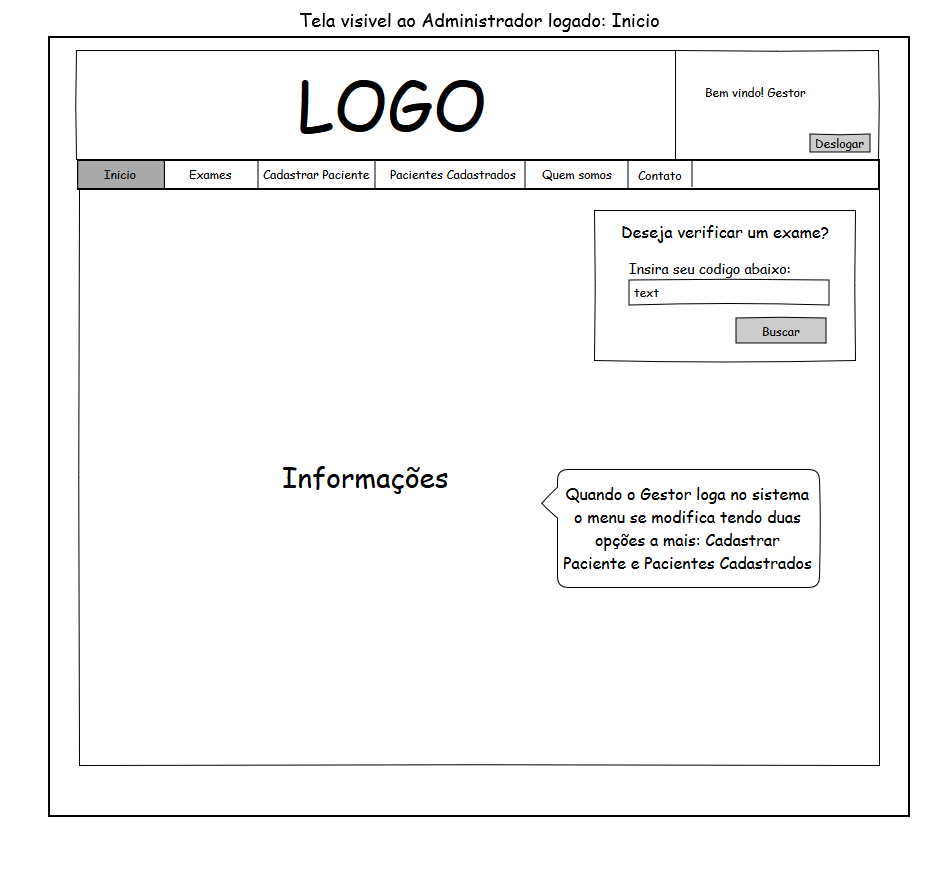 Tela visivel ao Administrador logado: Inicio
LOGO
Bem vindo! Gestor
Deslogar
Inicio Exames Cadastrar Paciente Pacientes Cadastrados Quem somos Contato
Deseja verificar um exame?
Insira seu codigo abaixo:
text
Buscar
Informações
Quando o Gestor loga no sistema
o menu se modifica tendo duas
opções a mais: Cadastrar
Paciente e Pacientes Cadastrados